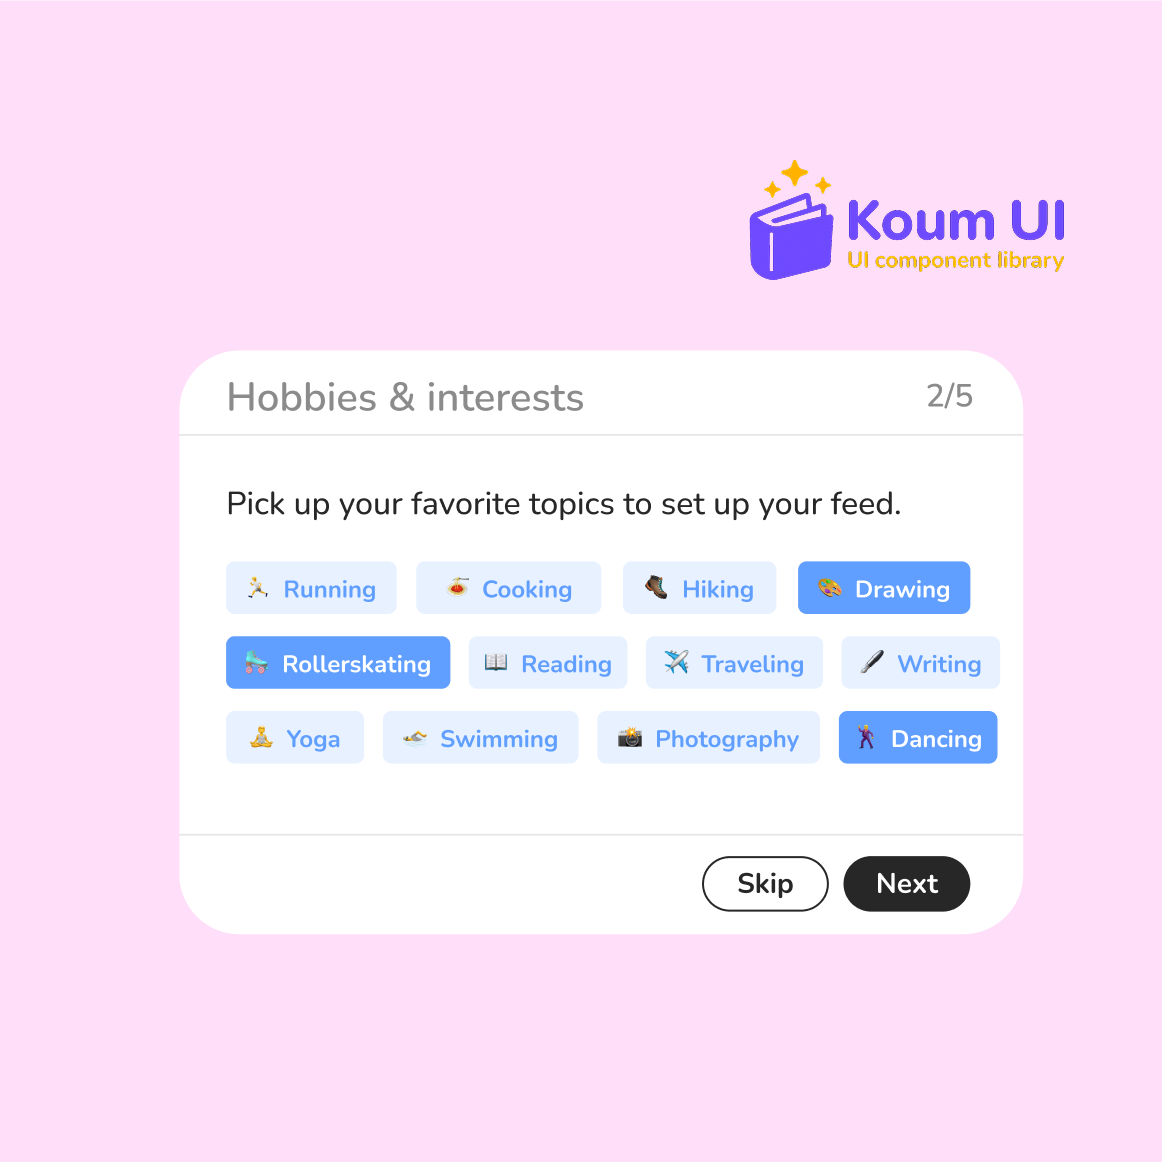 Koum UI
UI component library
Hobbies & interests 2/5
Pick up your favorite topics to set up your feed.
Running Cooking Hiking Drawing
Rollerskating Reading Traveling Writing
Yoga Swimming Photography Dancing
Skip Next